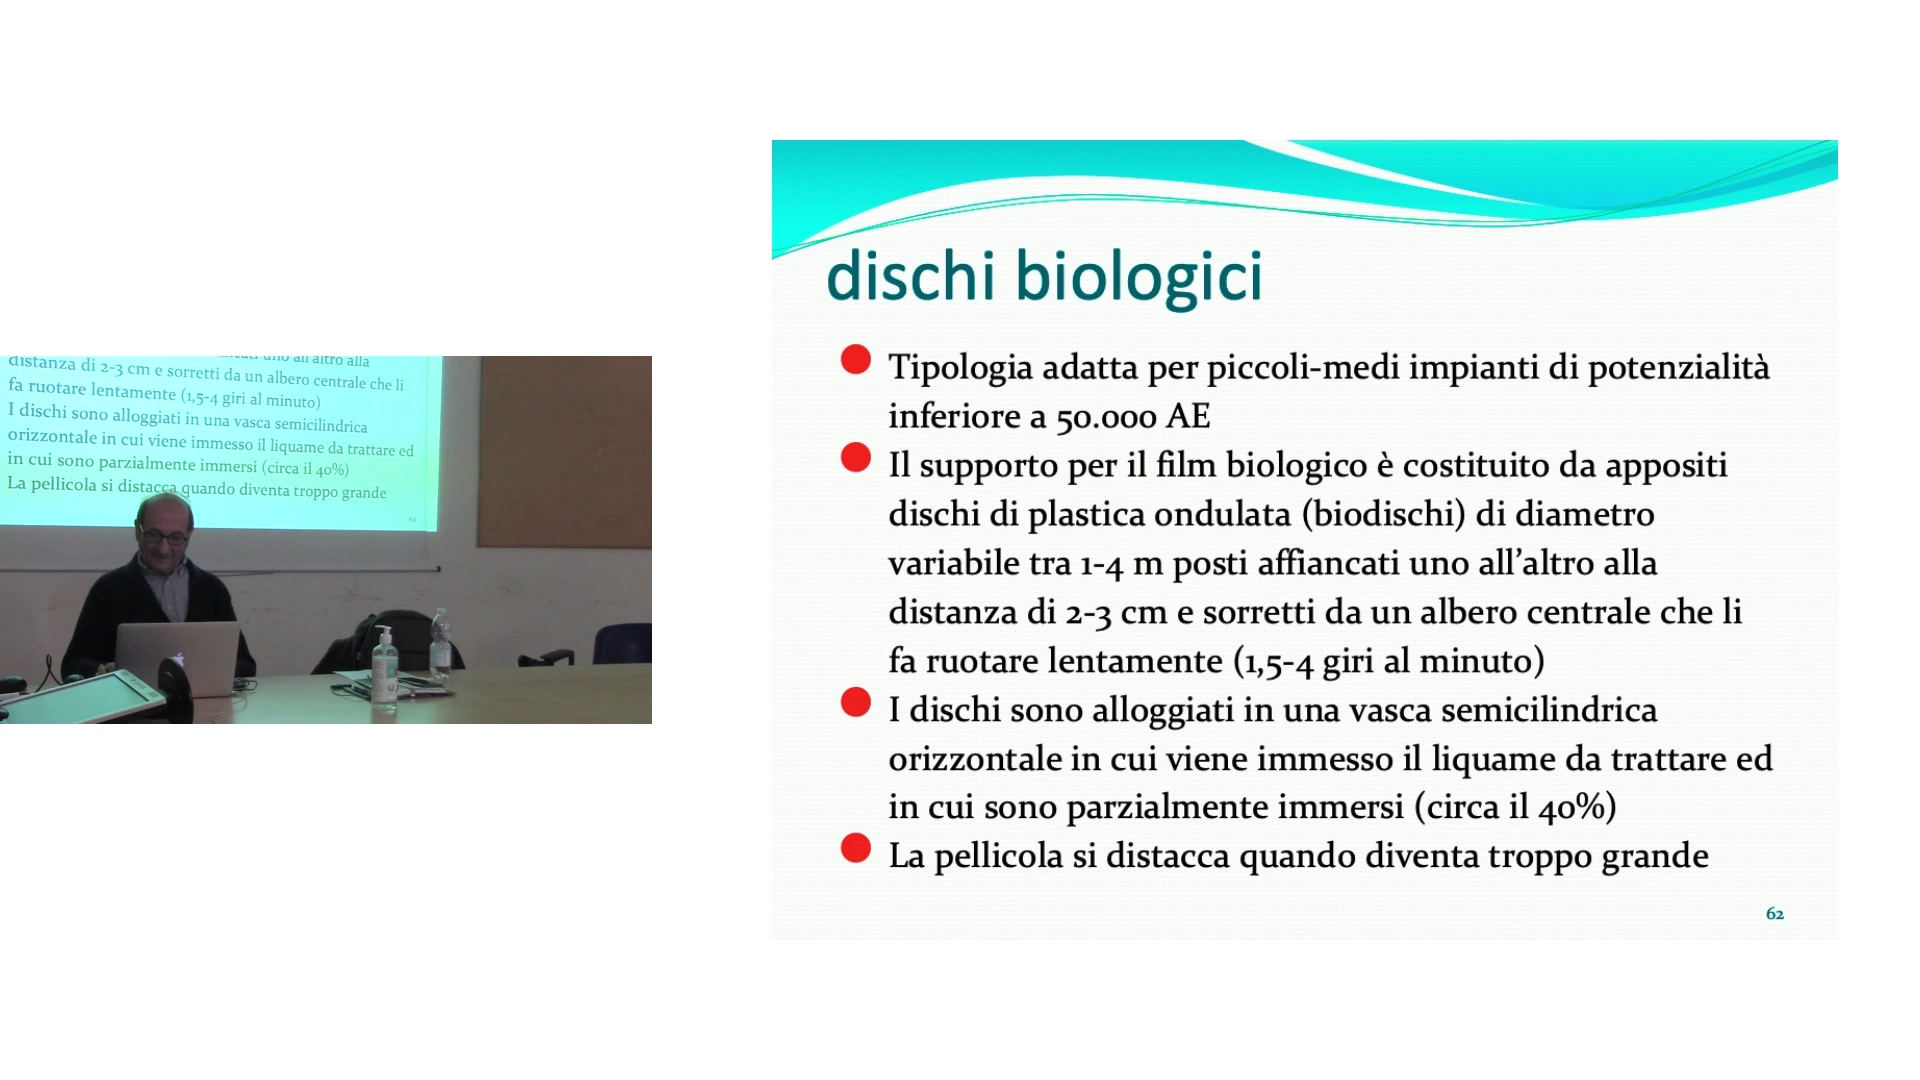 distanza di 2-3 cm e sorretti da un albero centrale che li
fa ruotare lentamente (1,5-4 giri al minuto)
I dischi sono alloggiati in una vasca semicilindrica
orizzontale in cui viene immesso il liquame da trattare ed
in cui sono parzialmente immersi (circa il 40%)
La pellicola si distacca quando diventa troppo grande
62
dischi biologici
Tipologia adatta per piccoli-medi impianti di potenzialità
inferiore a 50.000 AE
Il supporto per il film biologico è costituito da appositi
dischi di plastica ondulata (biodischi) di diametro
variabile tra 1-4 m posti affiancati uno all’altro alla
distanza di 2-3 cm e sorretti da un albero centrale che li
fa ruotare lentamente (1,5-4 giri al minuto)
I dischi sono alloggiati in una vasca semicilindrica
orizzontale in cui viene immesso il liquame da trattare ed
in cui sono parzialmente immersi (circa il 40%)
La pellicola si distacca quando diventa troppo grande
62